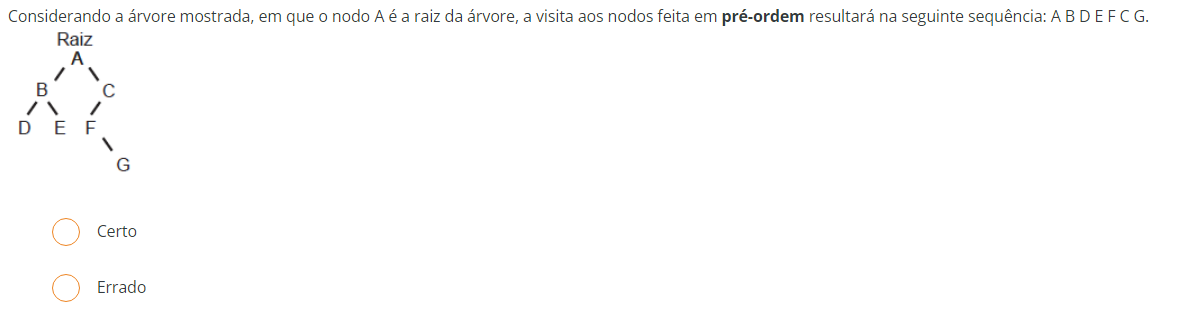 Considerando a árvore mostrada, em que o nodo A é a raiz da árvore, a visita aos nodos feita em pré-ordem resultará na seguinte sequência: A B D E F C G.
Raiz
A
B C
D E F
G
Certo
Errado